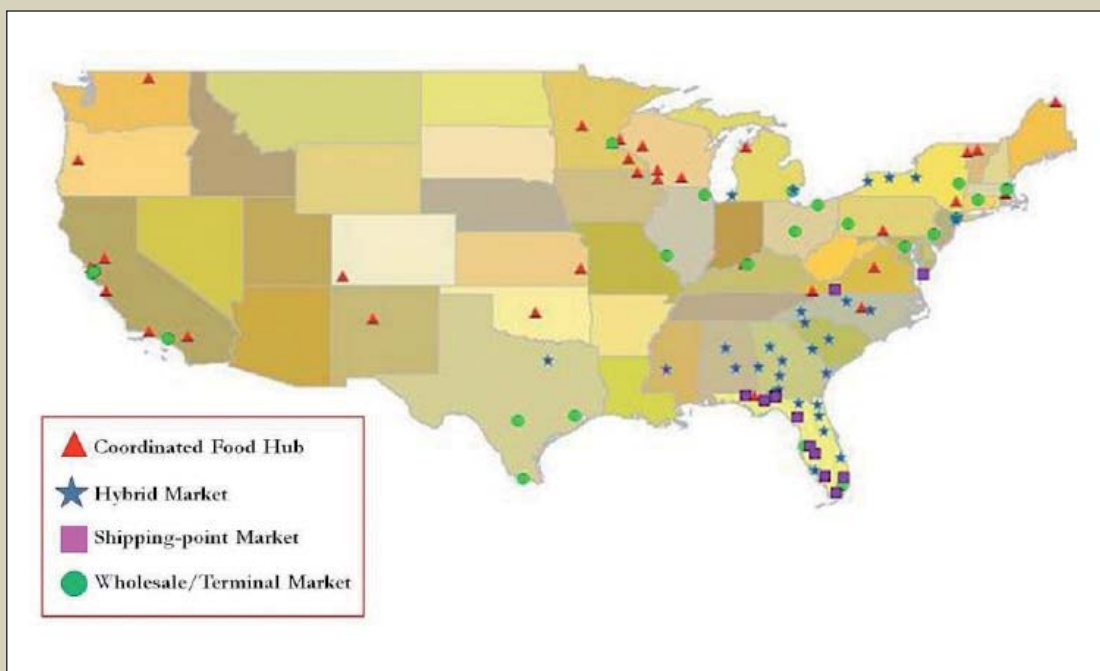 Coordinated Food Hub
Hybrid Market
Shipping-point Market
Wholesale/Terminal Market